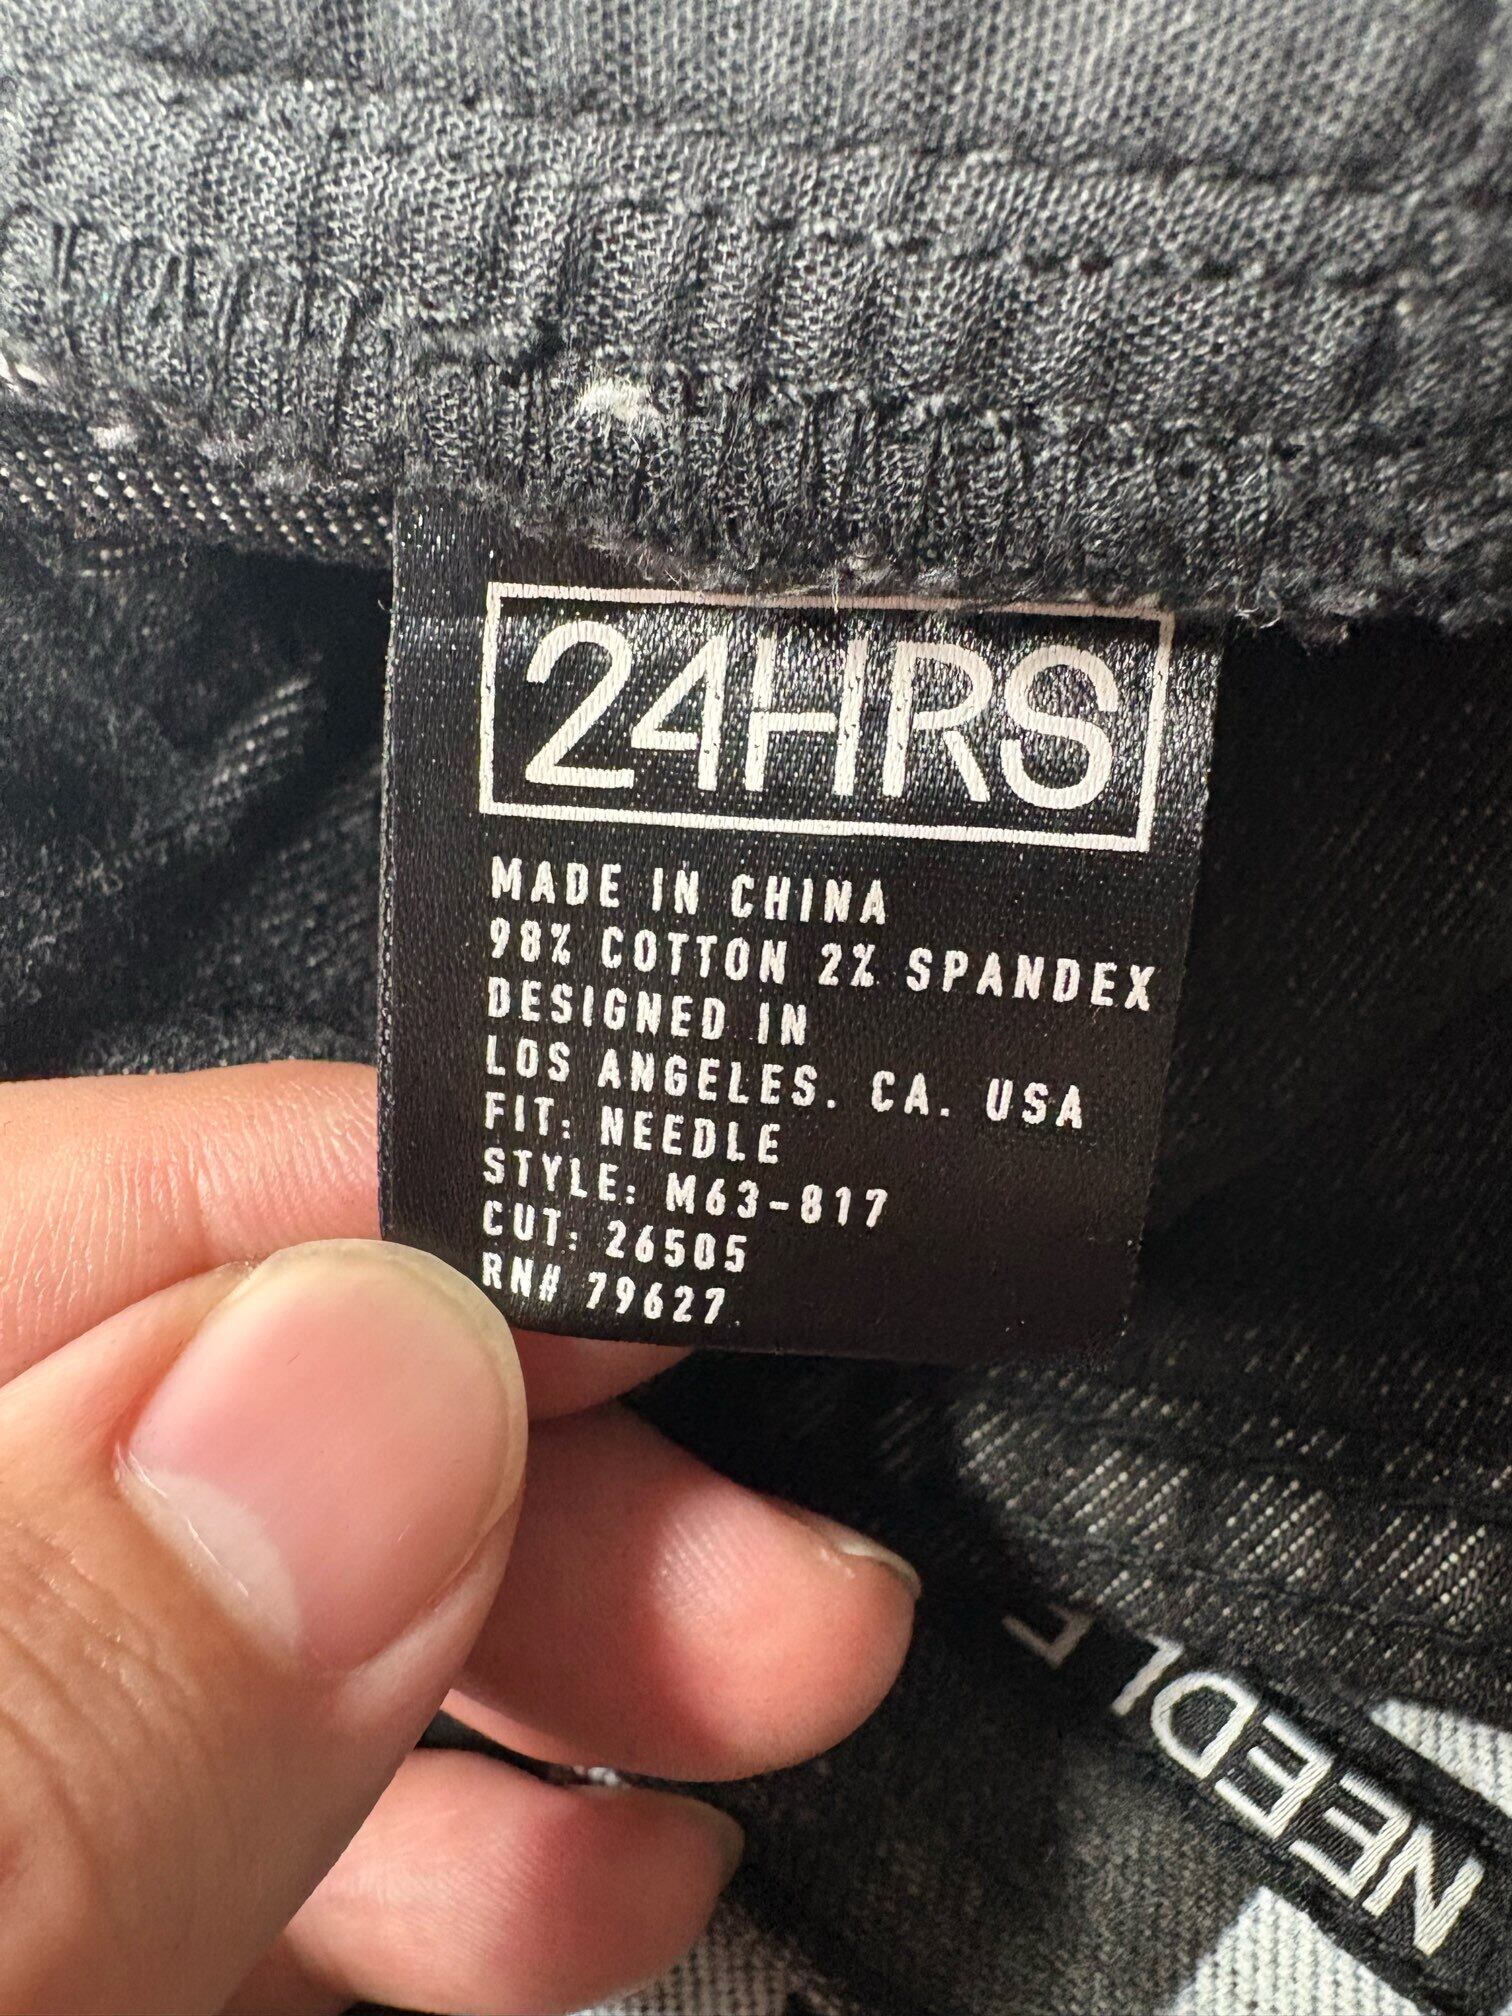 24HRS
MADE IN CHINA
98% COTTON 2% SPANDEX
DESIGNED IN
LOS ANGELES. CA. USA
FIT: NEEDLE
STYLE: M63-817
CUT: 26505
RN# 79627
NEEDLE